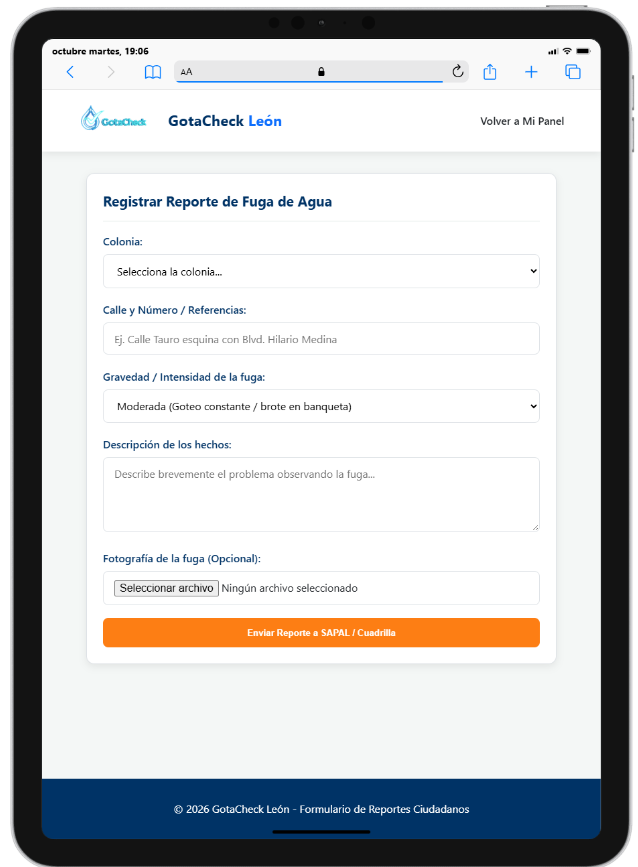 octubre martes, 19:06
AA
GotaCheck
GotaCheck León
Volver a Mi Panel
Registrar Reporte de Fuga de Agua
Colonia:
Selecciona la colonia...
Calle y Número / Referencias:
Ej. Calle Tauro esquina con Blvd. Hilario Medina
Gravedad / Intensidad de la fuga:
Moderada (Goteo constante / brote en banqueta)
Descripción de los hechos:
Describe brevemente el problema observando la fuga...
Fotografía de la fuga (Opcional):
Seleccionar archivo Ningún archivo seleccionado
Enviar Reporte a SAPAL / Cuadrilla
© 2026 GotaCheck León - Formulario de Reportes Ciudadanos